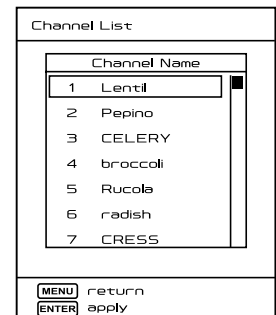 Channel List
Channel Name
1 Lentil
2 Pepino
3 CELERY
4 broccoli
5 Rucola
6 radish
7 CRESS
MENU return
ENTER apply